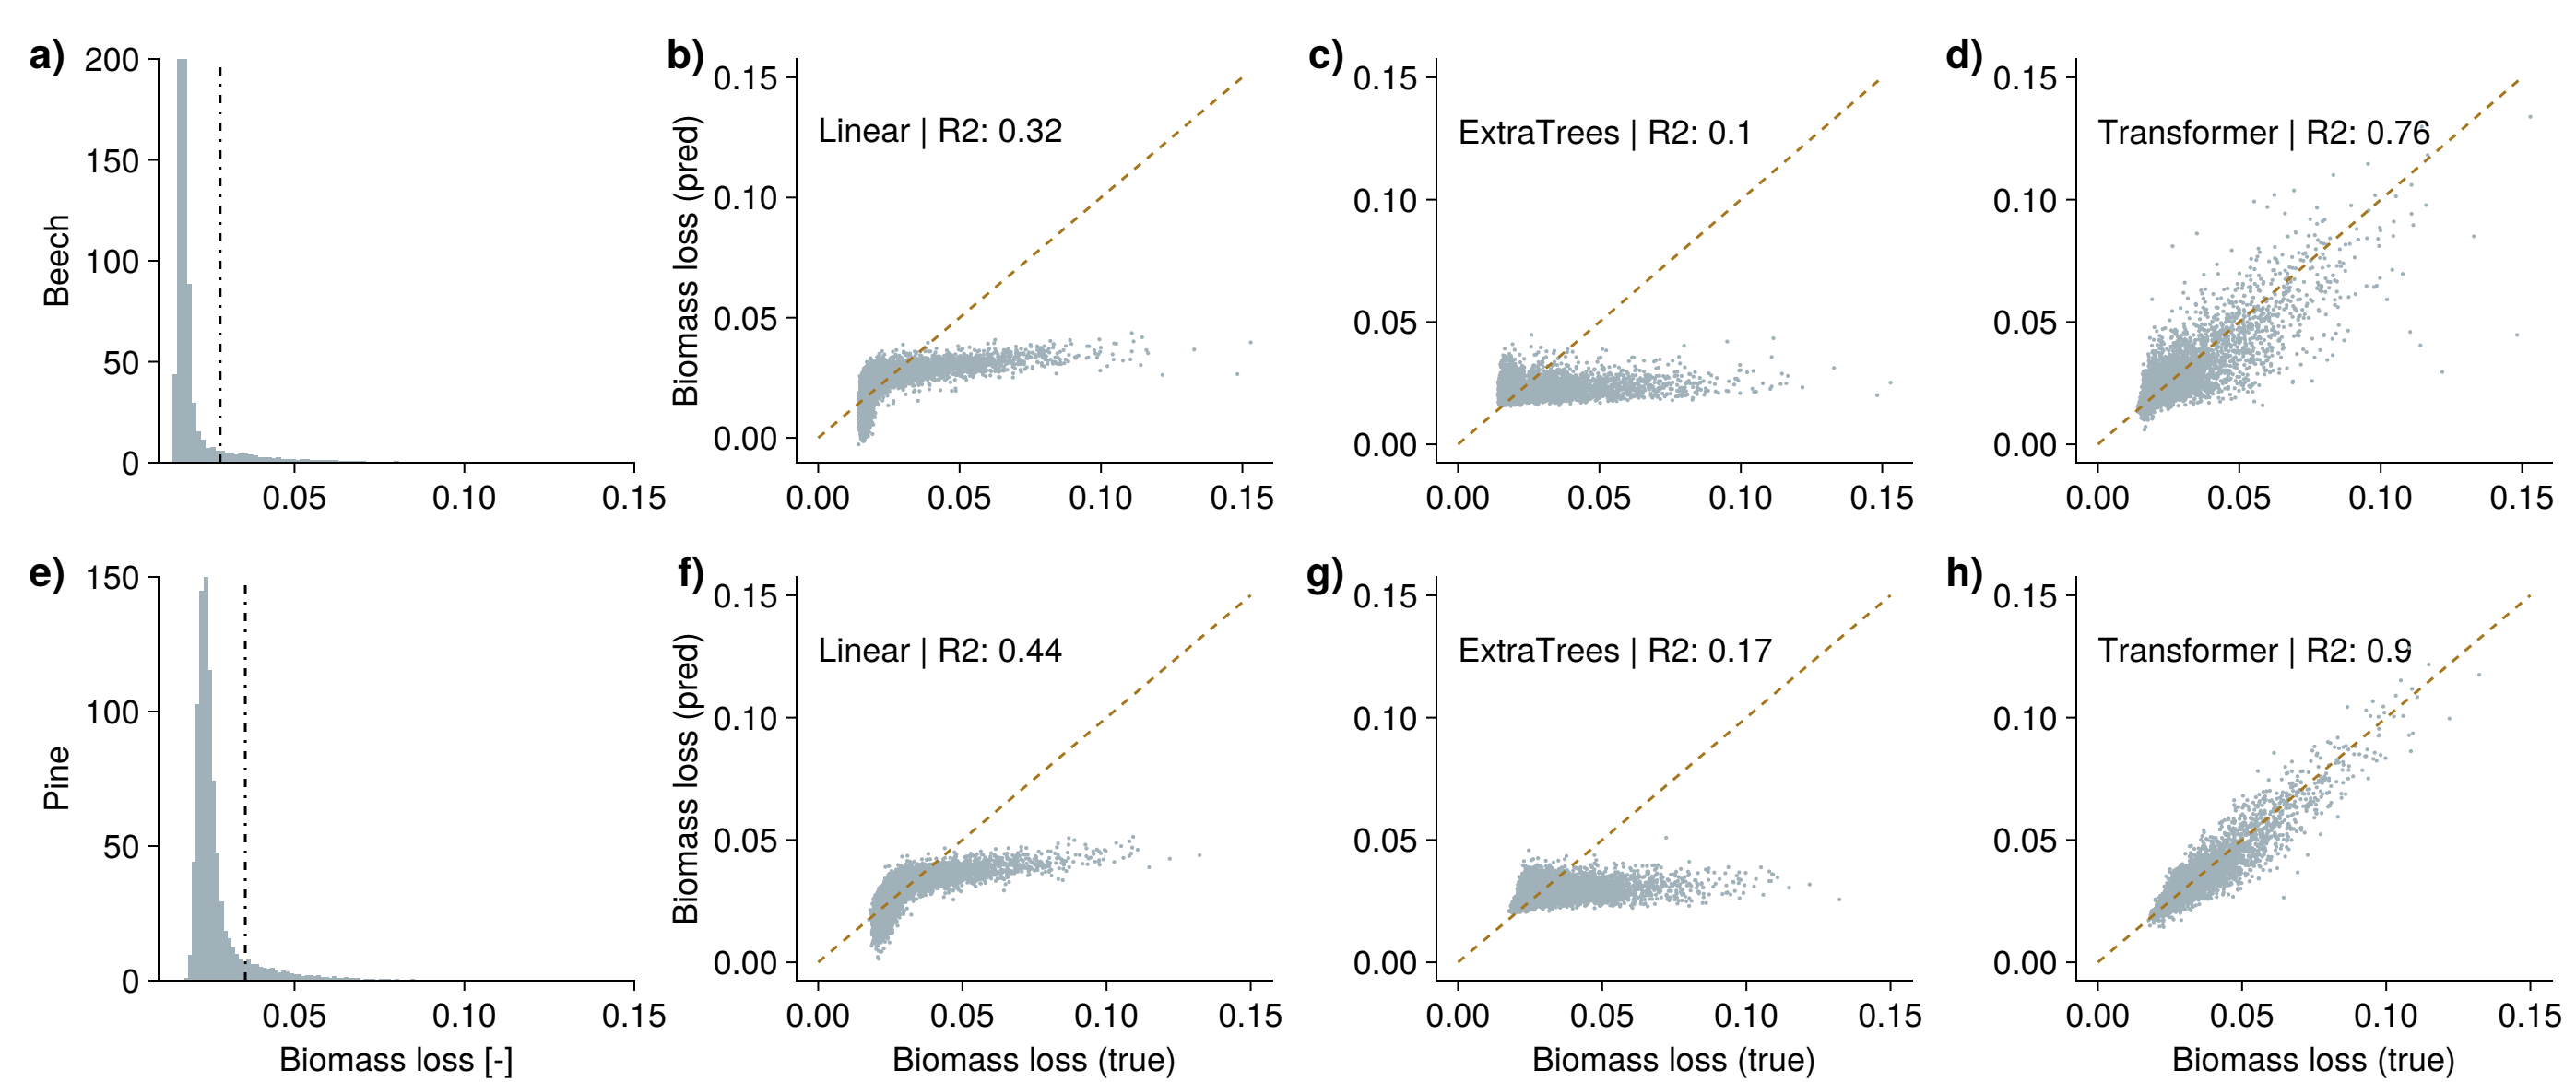 a)
200
150
100
50
0
Beech
0.05
0.10
0.15
b)
0.15
0.10
0.05
0.00
Biomass loss (pred)
Linear | R2: 0.32
0.00
0.05
0.10
0.15
c)
0.15
0.10
0.05
0.00
ExtraTrees | R2: 0.1
0.00
0.05
0.10
0.15
d)
0.15
0.10
0.05
0.00
Transformer | R2: 0.76
0.00
0.05
0.10
0.15
e)
150
100
50
0
Pine
0.05
0.10
0.15
Biomass loss [-]
f)
0.15
0.10
0.05
0.00
Biomass loss (pred)
Linear | R2: 0.44
0.00
0.05
0.10
0.15
Biomass loss (true)
g)
0.15
0.10
0.05
0.00
ExtraTrees | R2: 0.17
0.00
0.05
0.10
0.15
Biomass loss (true)
h)
0.15
0.10
0.05
0.00
Transformer | R2: 0.9
0.00
0.05
0.10
0.15
Biomass loss (true)